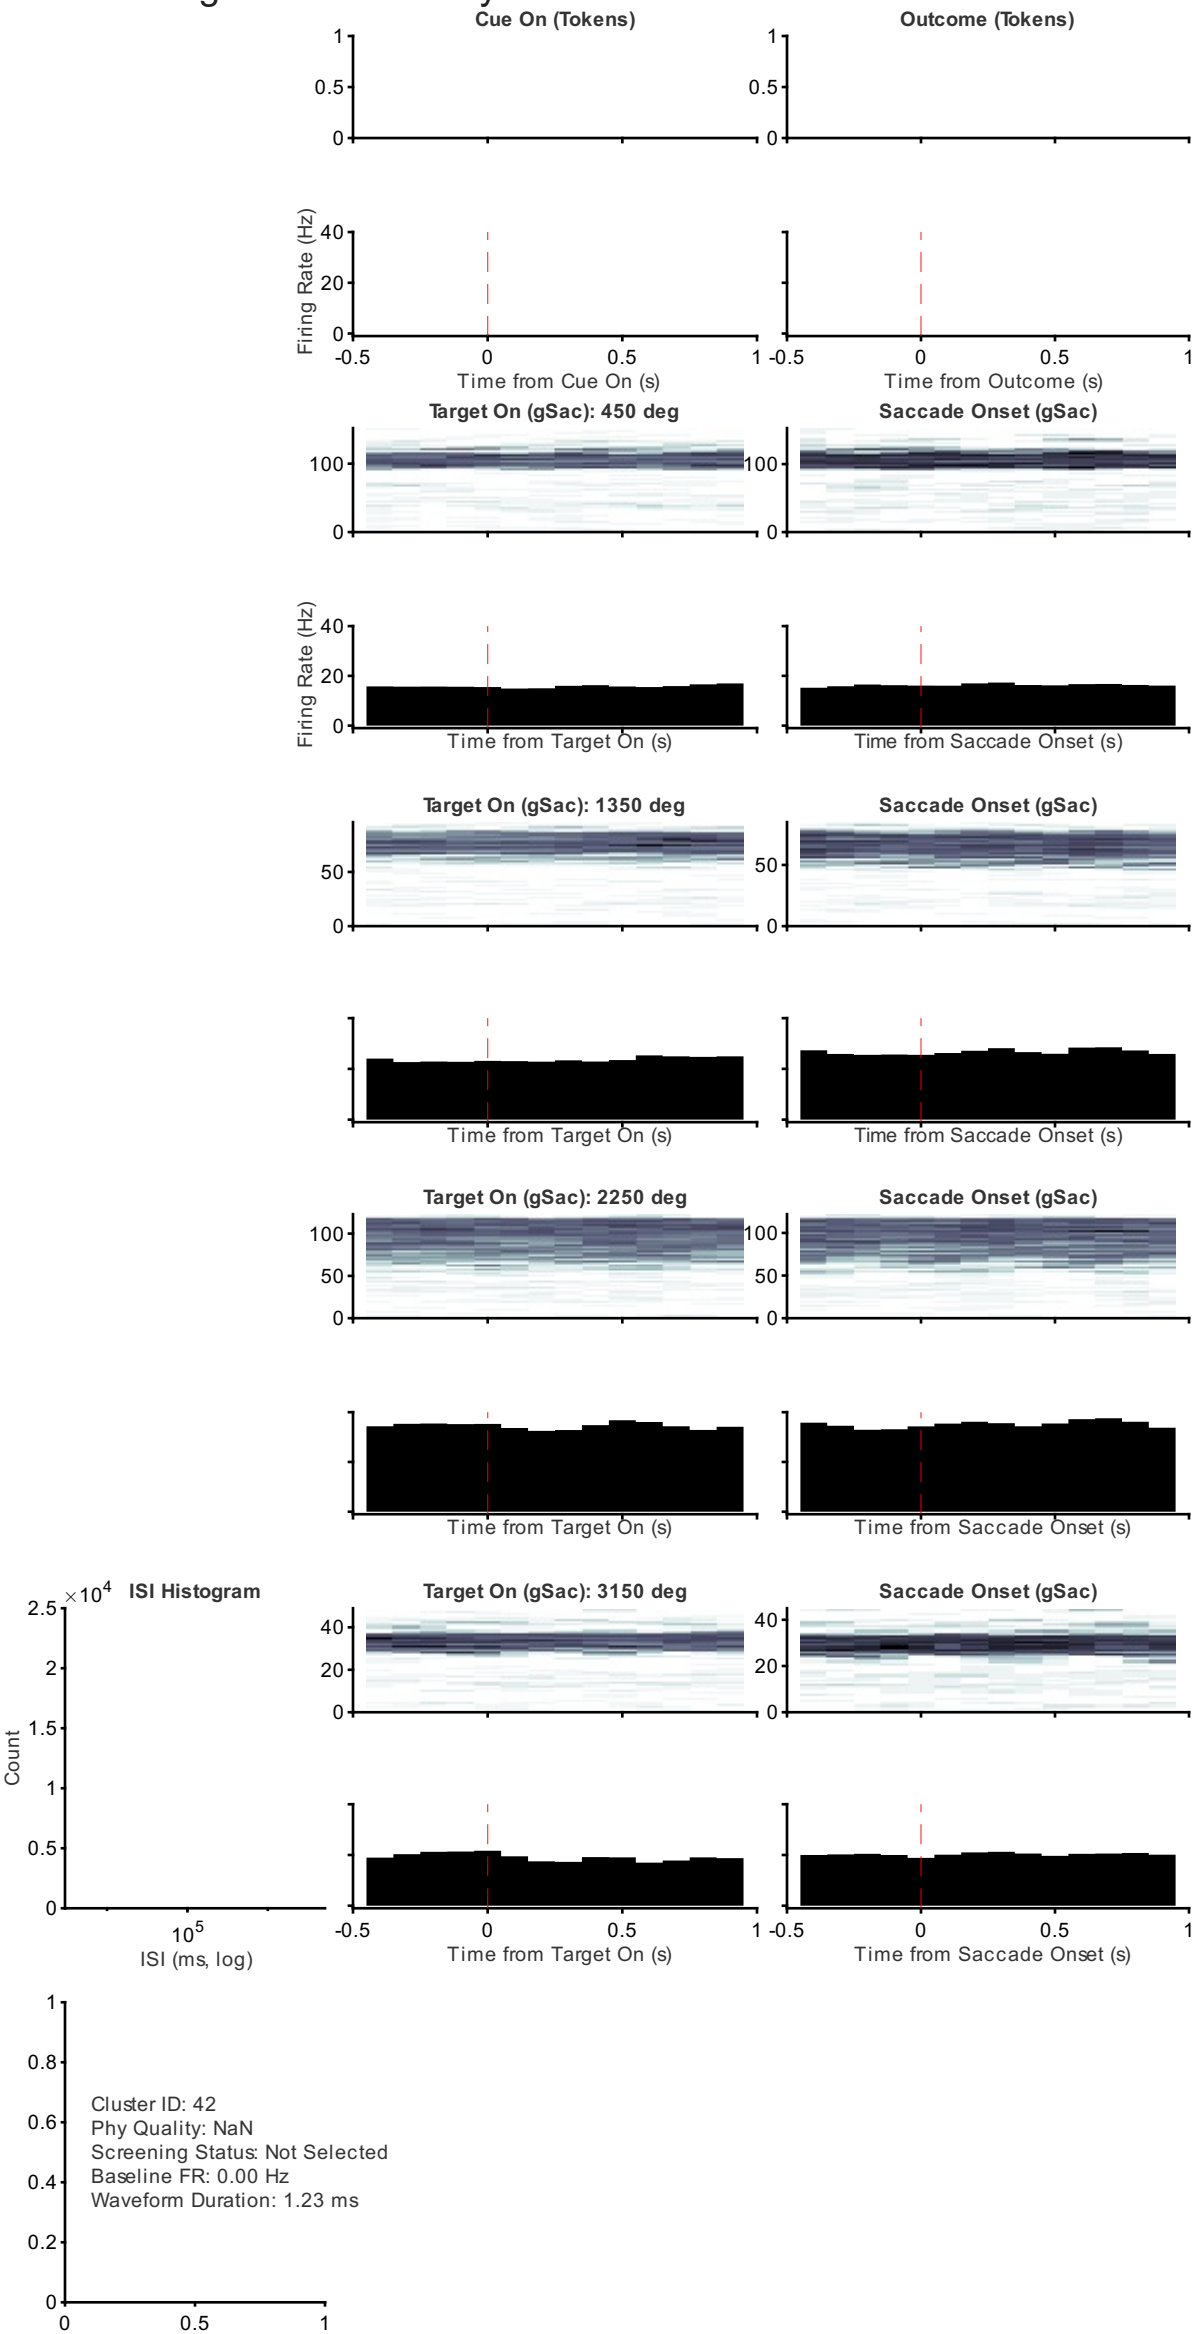 Cue On (Tokens)
Outcome (Tokens)
1
0.5
0
1
0.5
0
Firing Rate (Hz)
40
20
0
-0.5 0 0.5 1
-0.5 0 0.5 1
Time from Cue On (s)
Time from Outcome (s)
Target On (gSac): 450 deg
Saccade Onset (gSac)
100
0
100
0
Firing Rate (Hz)
40
20
0
Time from Target On (s)
Time from Saccade Onset (s)
Target On (gSac): 1350 deg
Saccade Onset (gSac)
50
0
50
0
Time from Target On (s)
Time from Saccade Onset (s)
Target On (gSac): 2250 deg
Saccade Onset (gSac)
100
50
0
100
50
0
Time from Target On (s)
Time from Saccade Onset (s)
×10^4 ISI Histogram
Target On (gSac): 3150 deg
Saccade Onset (gSac)
2.5
2
1.5
1
0.5
0
Count
10^5
ISI (ms, log)
40
20
0
40
20
0
-0.5 0 0.5 1
-0.5 0 0.5 1
Time from Target On (s)
Time from Saccade Onset (s)
1
0.8
0.6
0.4
0.2
0
Cluster ID: 42
Phy Quality: NaN
Screening Status: Not Selected
Baseline FR: 0.00 Hz
Waveform Duration: 1.23 ms
0 0.5 1